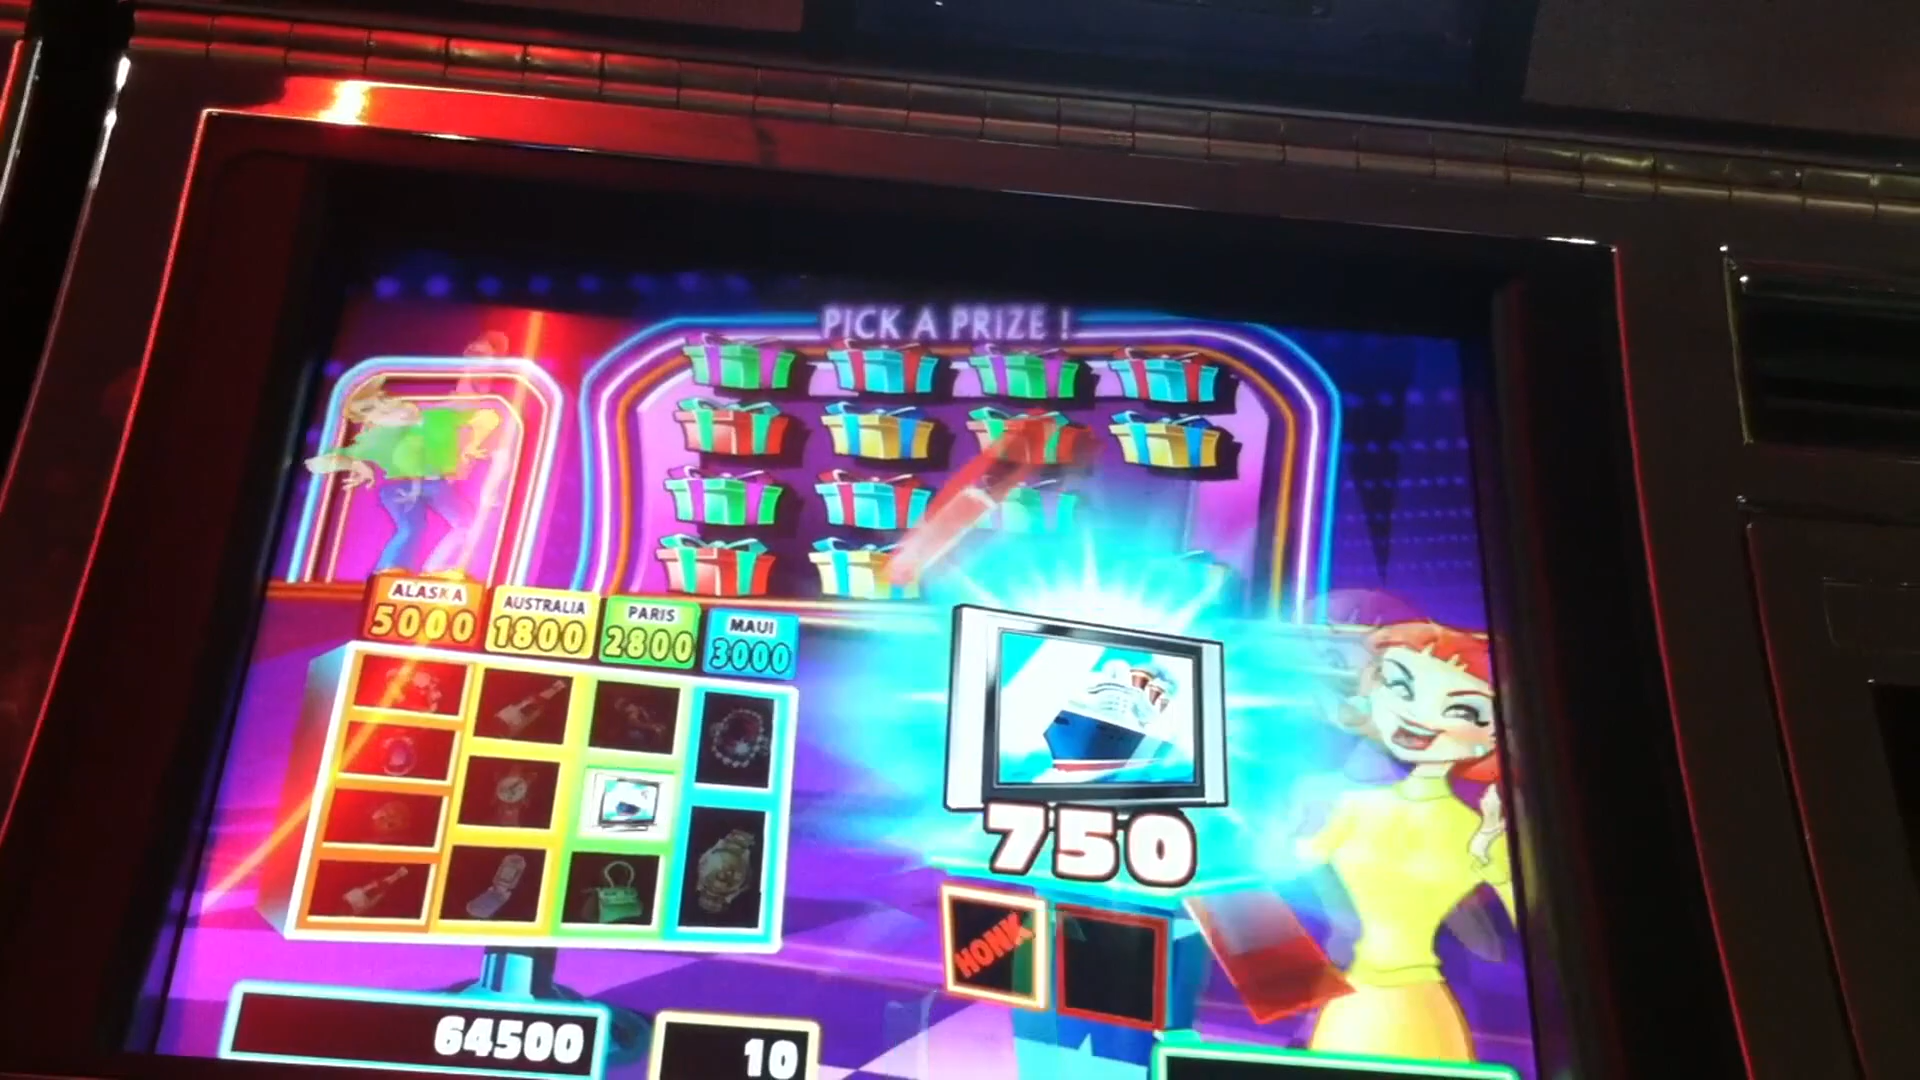 PICK A PRIZE !
ALASKA
5000
AUSTRALIA
1800
PARIS
2800
MAUI
3000
750
HONK
64500
10